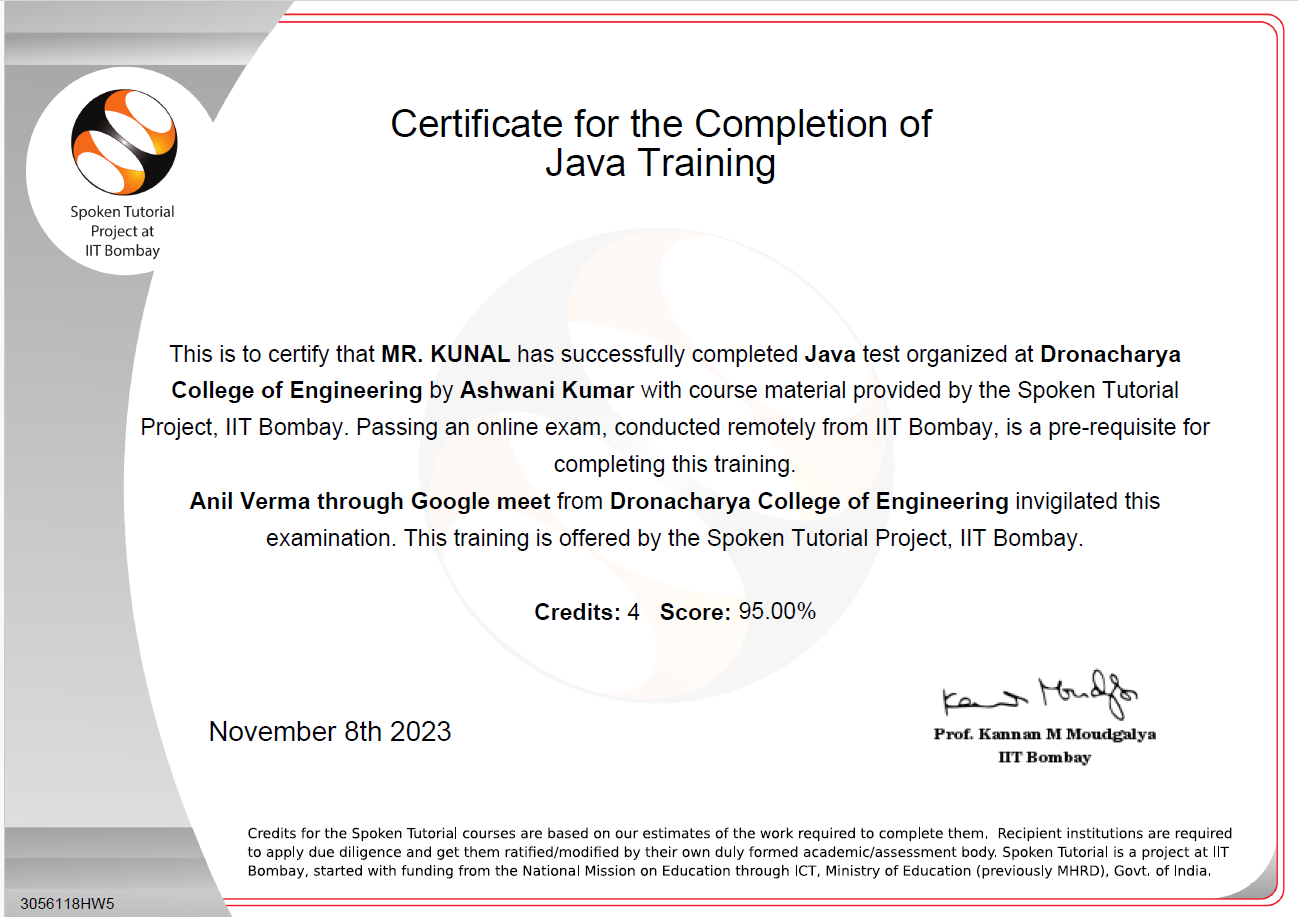 Spoken Tutorial
Project at
IIT Bombay
Certificate for the Completion of
Java Training
This is to certify that MR. KUNAL has successfully completed Java test organized at Dronacharya
College of Engineering by Ashwani Kumar with course material provided by the Spoken Tutorial
Project, IIT Bombay. Passing an online exam, conducted remotely from IIT Bombay, is a pre-requisite for
completing this training.
Anil Verma through Google meet from Dronacharya College of Engineering invigilated this
examination. This training is offered by the Spoken Tutorial Project, IIT Bombay.
Credits: 4 Score: 95.00%
November 8th 2023
Prof. Kannan M Moudgalya
IIT Bombay
Credits for the Spoken Tutorial courses are based on our estimates of the work required to complete them. Recipient institutions are required
to apply due diligence and get them ratified/modified by their own duly formed academic/assessment body. Spoken Tutorial is a project at IIT
Bombay, started with funding from the National Mission on Education through ICT, Ministry of Education (previously MHRD), Govt. of India.
3056118HW5